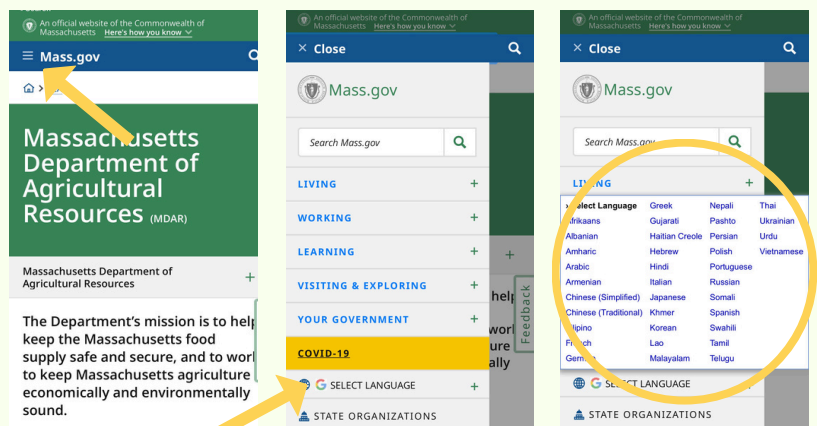 An official website of the Commonwealth of
Massachusetts Here's how you know
Mass.gov
Massachusetts
Department of
Agricultural
Resources (MDAR)
Massachusetts Department of
Agricultural Resources
+
The Department's mission is to help
keep the Massachusetts food
supply safe and secure, and to work
to keep Massachusetts agriculture
economically and environmentally
sound.
An official website of the Commonwealth of
Massachusetts Here's how you know
× Close
Mass.gov
Search Mass.gov
LIVING +
WORKING +
LEARNING +
VISITING & EXPLORING +
YOUR GOVERNMENT +
COVID-19
SELECT LANGUAGE +
STATE ORGANIZATIONS
+
help
Feedback
An official website of the Commonwealth of
Massachusetts Here's how you know
× Close
Mass.gov
Search Mass.gov
LIVING +
› Select Language Greek Nepali Thai
Afrikaans Gujarati Pashto Ukrainian
Albanian Haitian Creole Persian Urdu
Amharic Hebrew Polish Vietnamese
Arabic Hindi Portuguese
Armenian Italian Russian
Chinese (Simplified) Japanese Somali
Chinese (Traditional) Khmer Spanish
Filipino Korean Swahili
French Lao Tamil
German Malayalam Telugu
SELECT LANGUAGE +
STATE ORGANIZATIONS